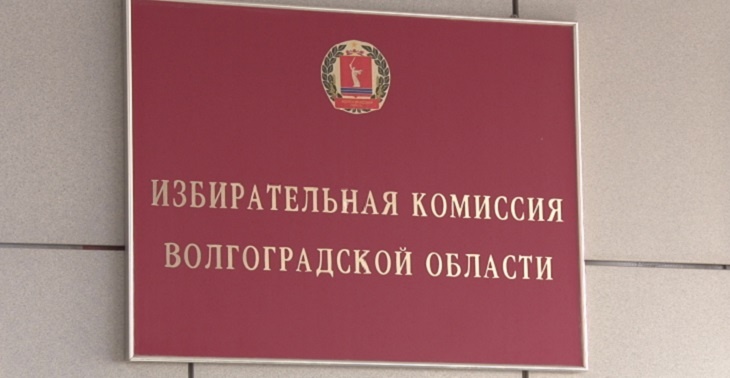 ИЗБИРАТЕЛЬНАЯ КОМИССИЯ
ВОЛГОГРАДСКОЙ ОБЛАСТИ